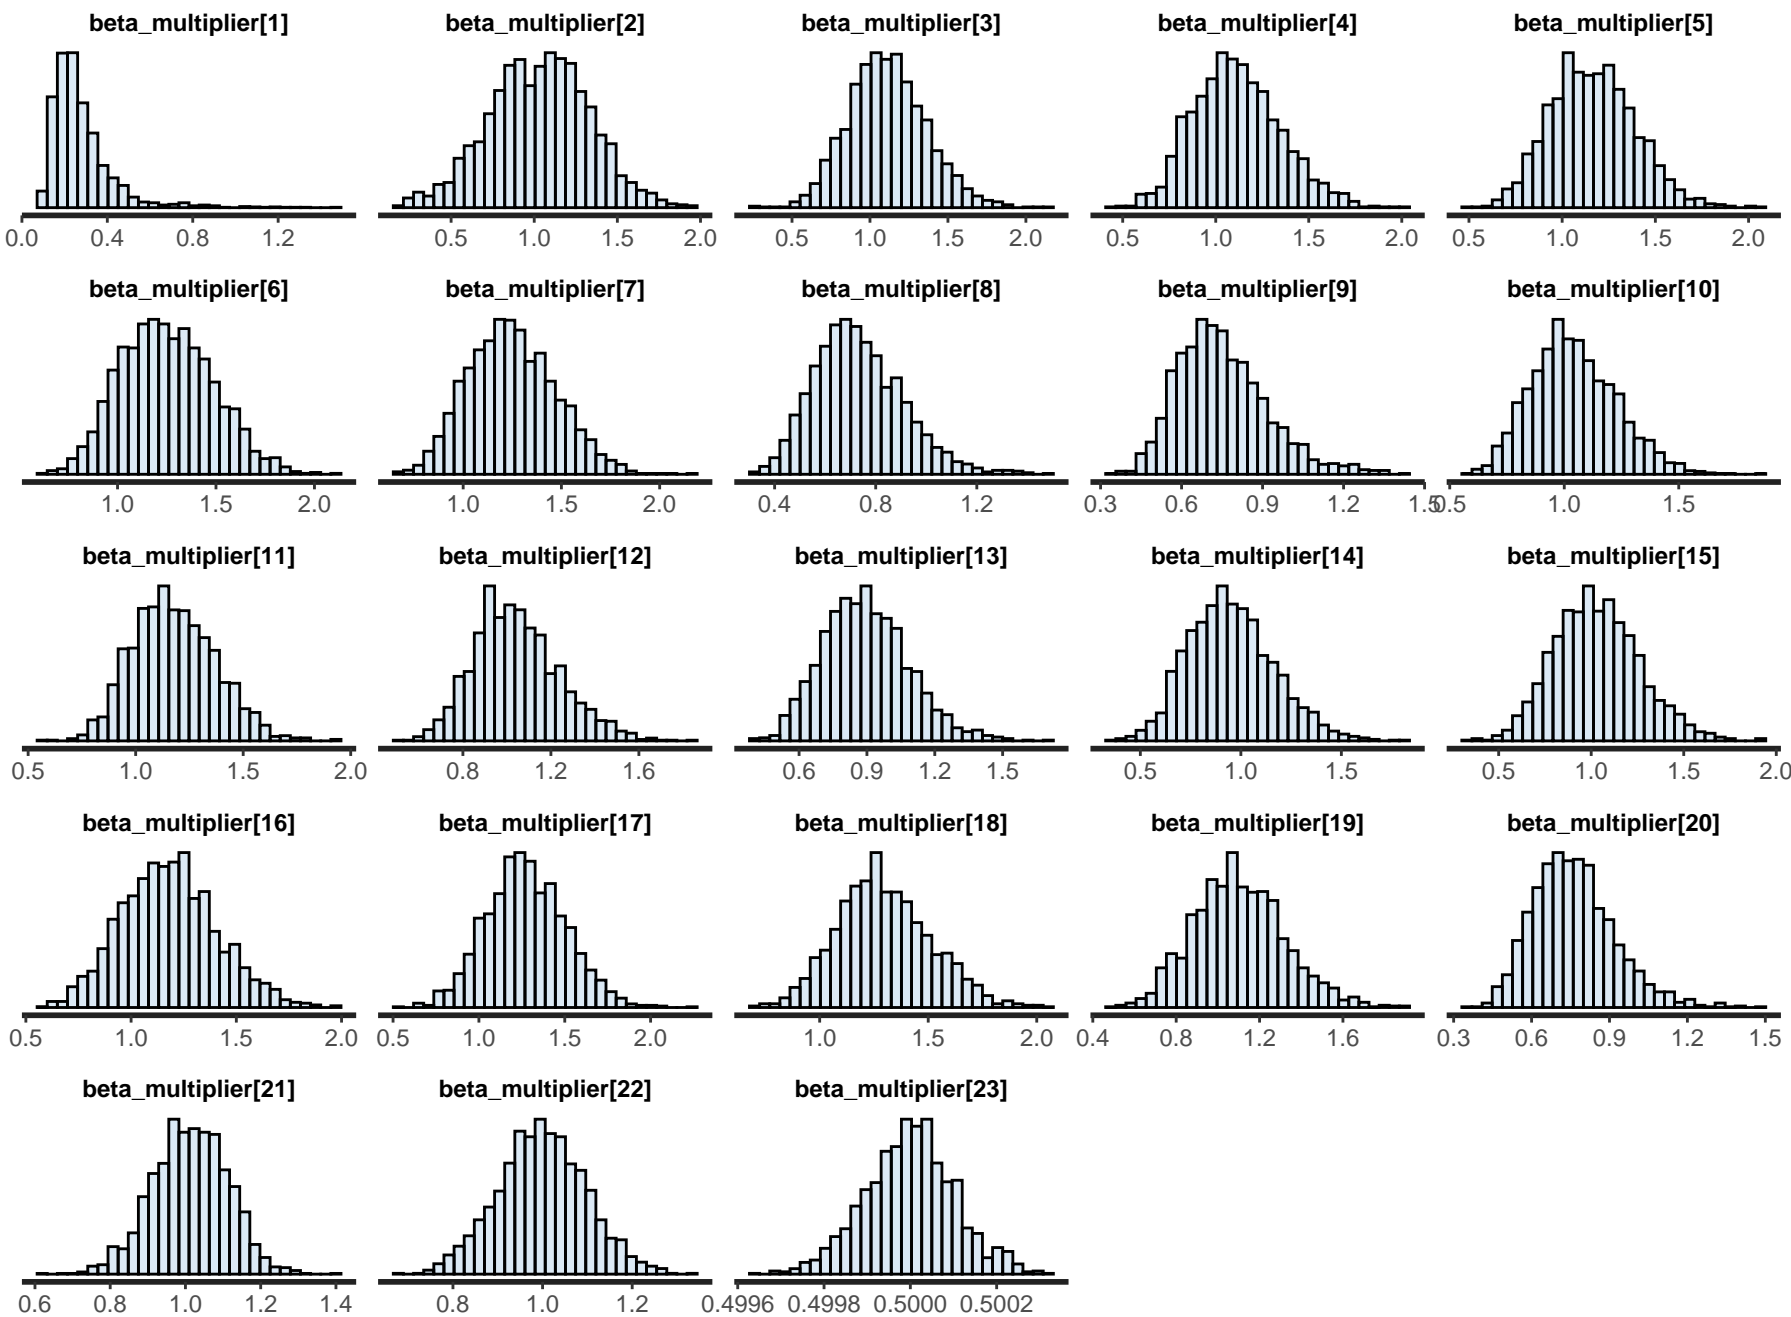 beta_multiplier[1] beta_multiplier[2] beta_multiplier[3] beta_multiplier[4] beta_multiplier[5]
0.0 0.4 0.8 1.2 0.5 1.0 1.5 2.0 0.5 1.0 1.5 2.0 0.5 1.0 1.5 2.0 0.5 1.0 1.5 2.0
beta_multiplier[6] beta_multiplier[7] beta_multiplier[8] beta_multiplier[9] beta_multiplier[10]
1.0 1.5 2.0 1.0 1.5 2.0 0.4 0.8 1.2 0.3 0.6 0.9 1.2 1.5 0.5 1.0 1.5
beta_multiplier[11] beta_multiplier[12] beta_multiplier[13] beta_multiplier[14] beta_multiplier[15]
0.5 1.0 1.5 2.0 0.8 1.2 1.6 0.6 0.9 1.2 1.5 0.5 1.0 1.5 0.5 1.0 1.5 2.0
beta_multiplier[16] beta_multiplier[17] beta_multiplier[18] beta_multiplier[19] beta_multiplier[20]
0.5 1.0 1.5 2.0 0.5 1.0 1.5 2.0 1.0 1.5 2.0 0.4 0.8 1.2 1.6 0.3 0.6 0.9 1.2 1.5
beta_multiplier[21] beta_multiplier[22] beta_multiplier[23]
0.6 0.8 1.0 1.2 1.4 0.8 1.0 1.2 0.4996 0.4998 0.5000 0.5002